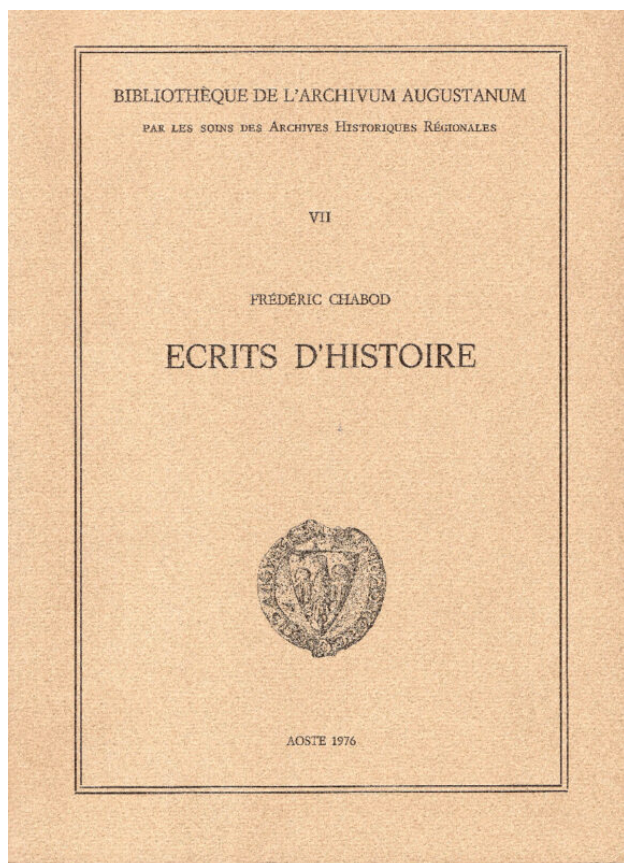 BIBLIOTHÈQUE DE L'ARCHIVUM AUGUSTANUM
PAR LES SOINS DES ARCHIVES HISTORIQUES RÉGIONALES
VII
FRÉDÉRIC CHABOD
ECRITS D'HISTOIRE
AOSTE 1976